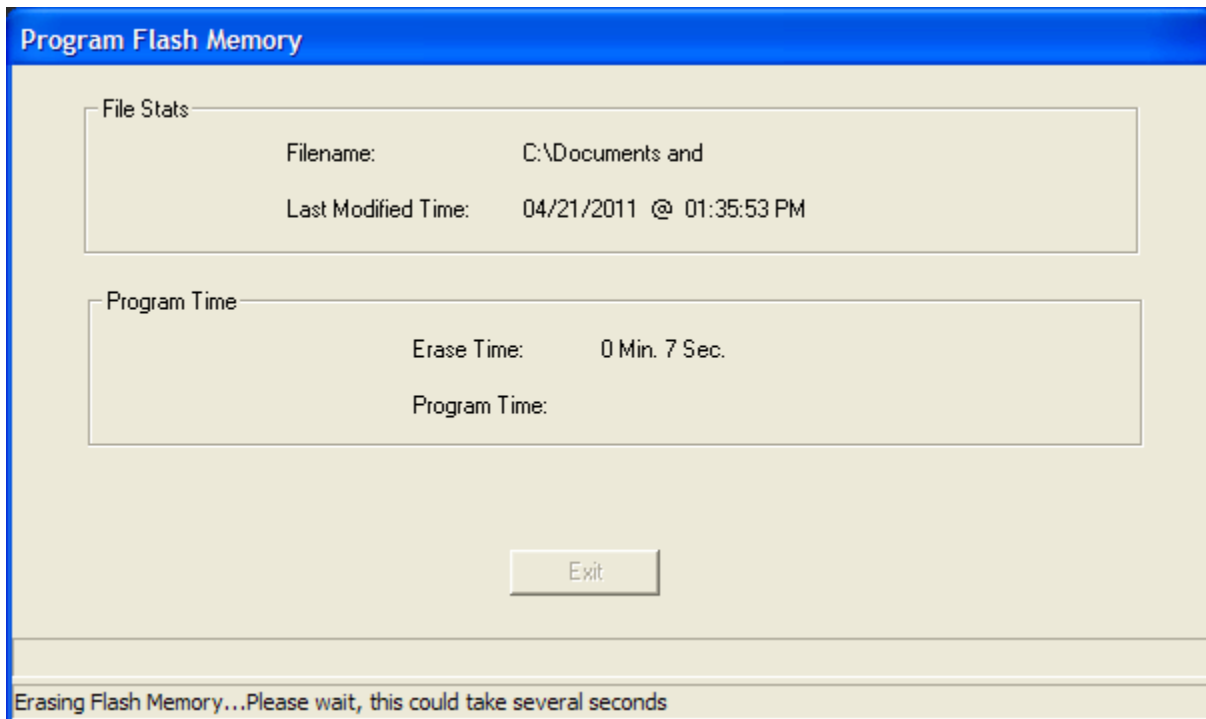 Program Flash Memory
File Stats
Filename: C:\Documents and
Last Modified Time: 04/21/2011 @ 01:35:53 PM
Program Time
Erase Time: 0 Min. 7 Sec.
Program Time:
Exit
Erasing Flash Memory...Please wait, this could take several seconds